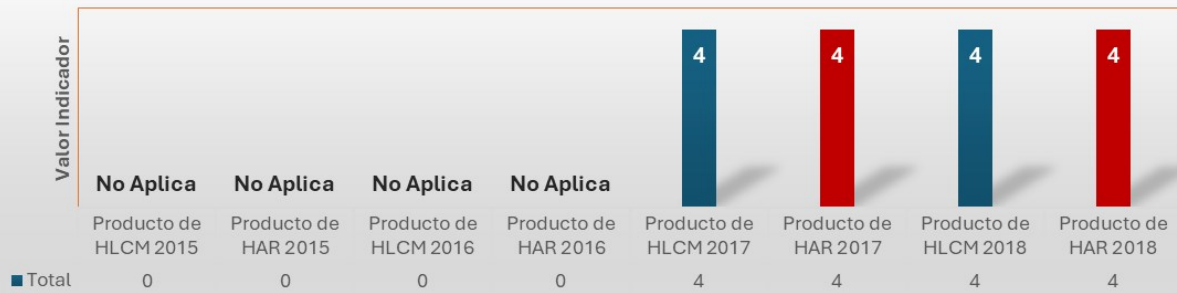 Valor Indicador
4 4 4 4
No Aplica No Aplica No Aplica No Aplica
Producto de Producto de Producto de Producto de Producto de Producto de Producto de Producto de
HLCM 2015 HAR 2015 HLCM 2016 HAR 2016 HLCM 2017 HAR 2017 HLCM 2018 HAR 2018
Total 0 0 0 0 4 4 4 4